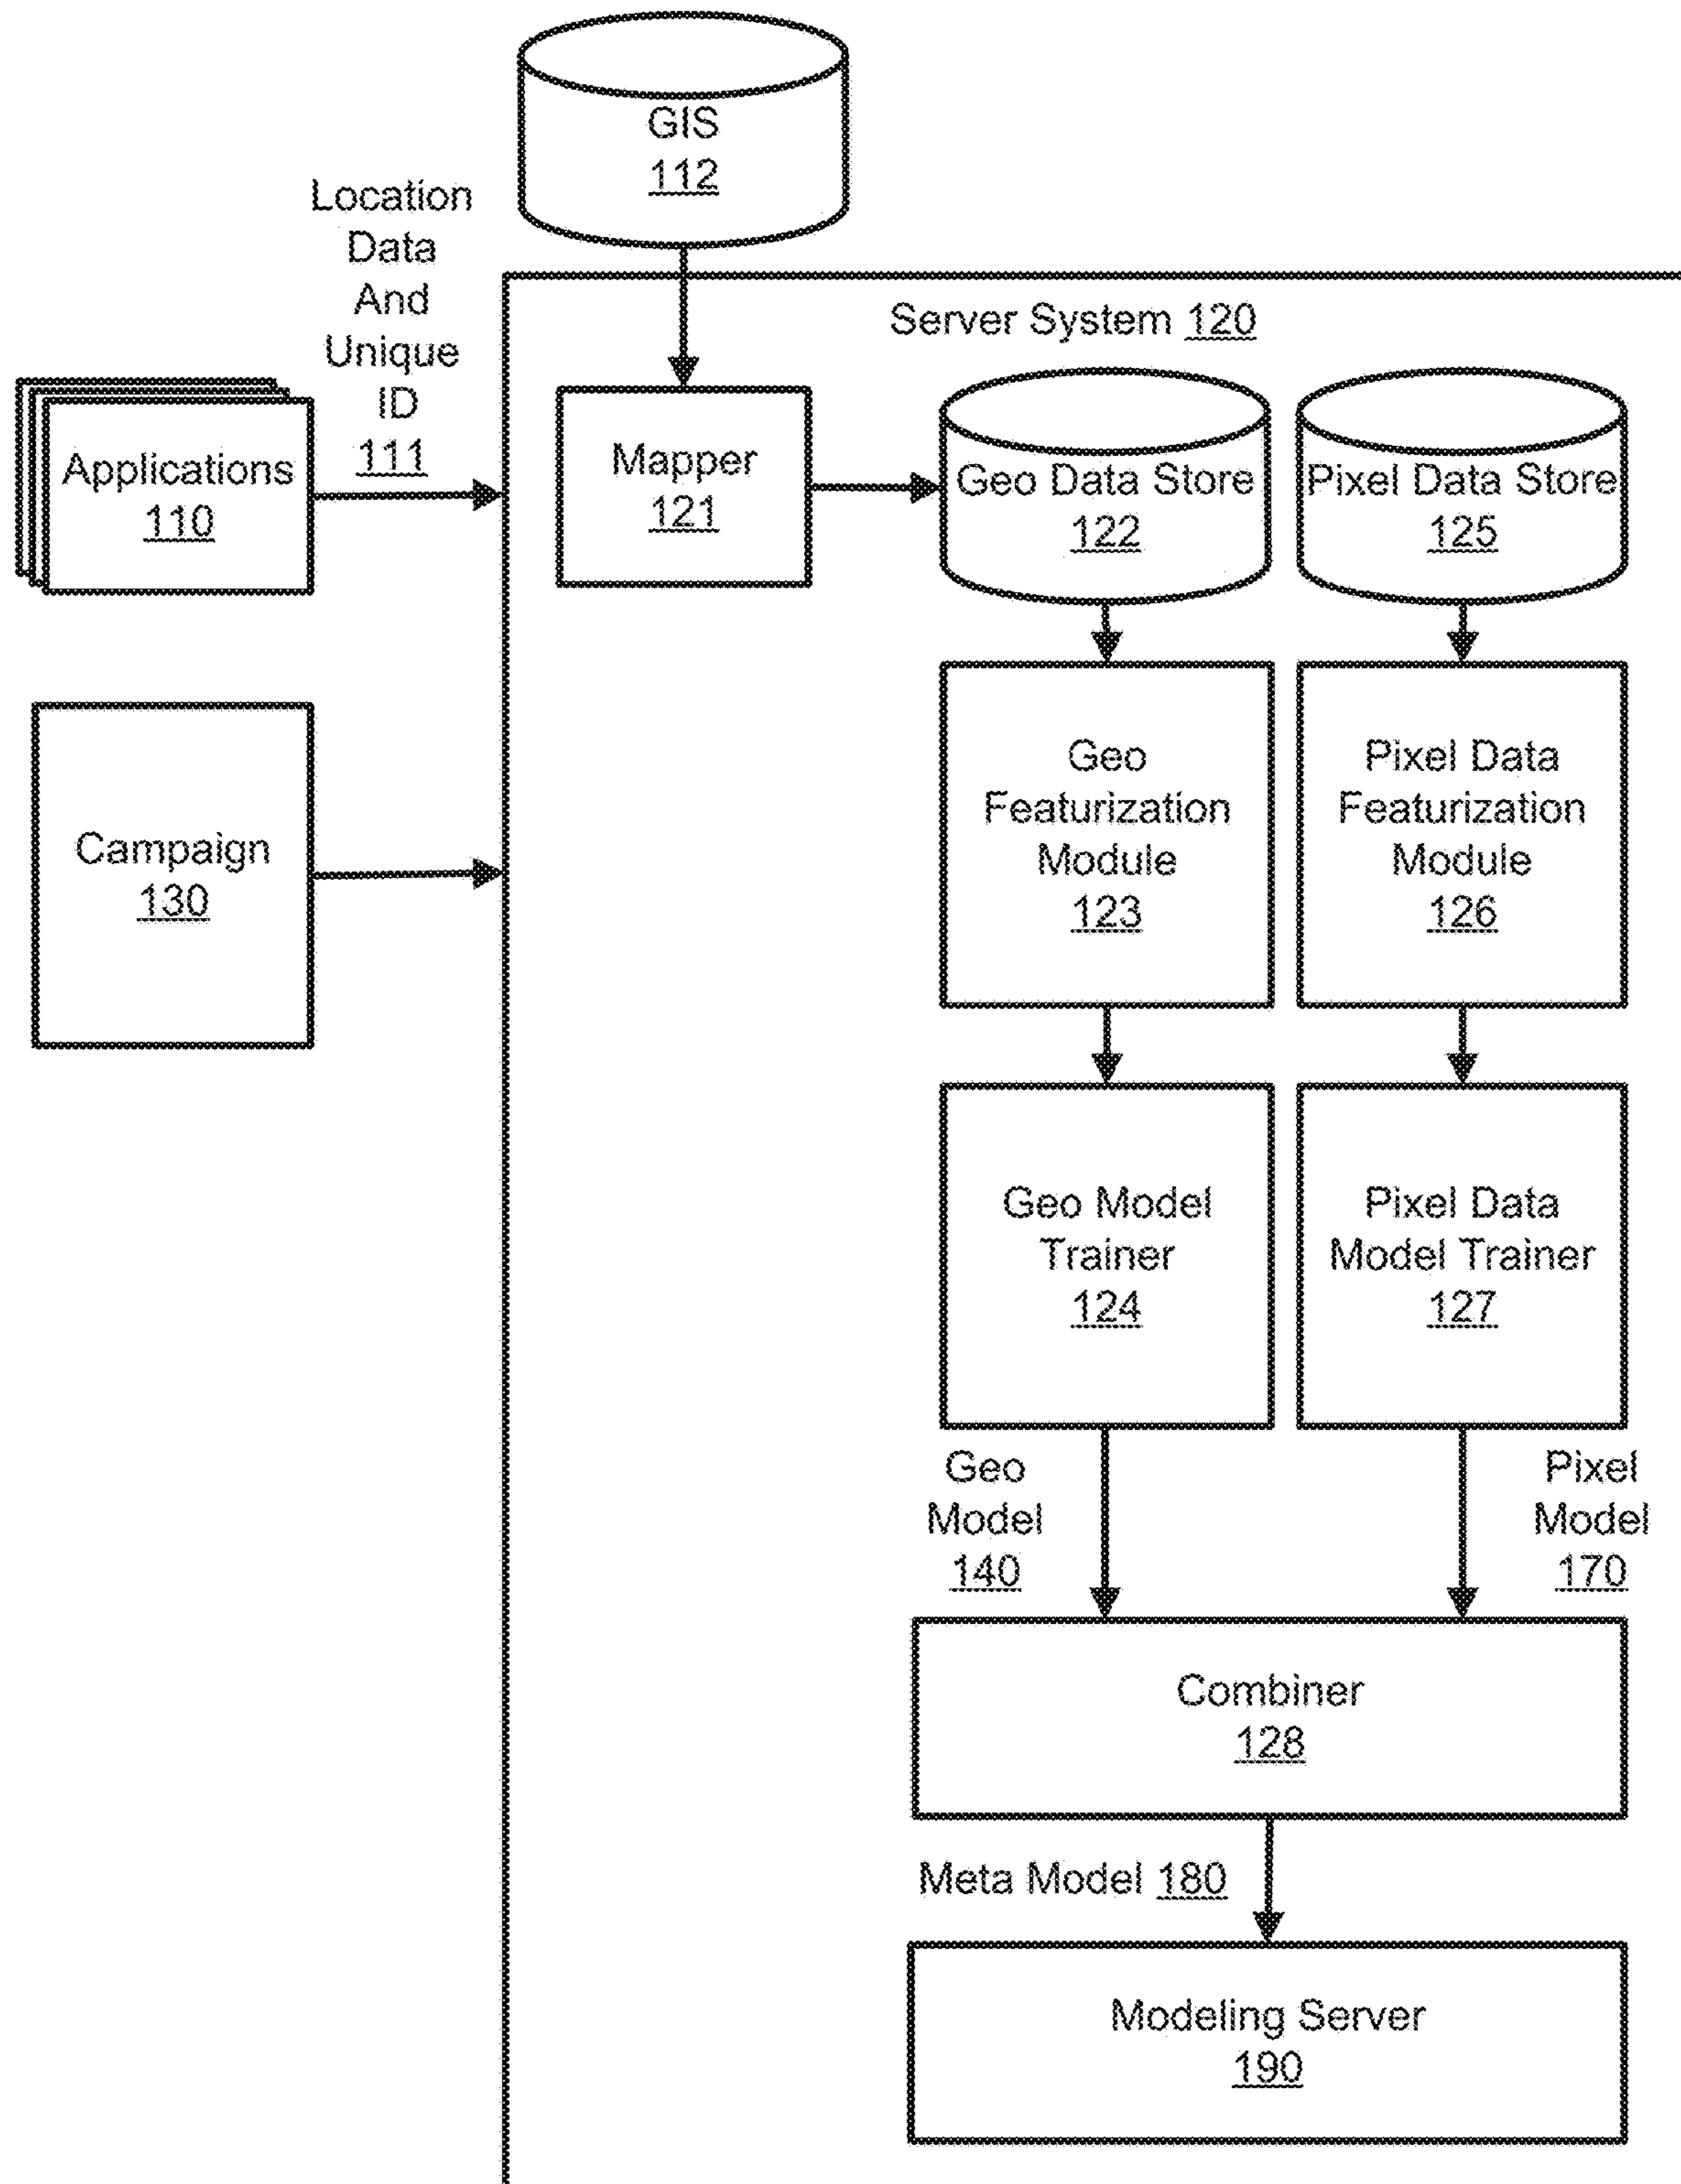 GIS
112
Location
Data
And
Unique
ID
111
Server System 120
Applications
110
Mapper
121
Geo Data Store
122
Pixel Data Store
125
Campaign
130
Geo
Featurization
Module
123
Pixel Data
Featurization
Module
126
Geo Model
Trainer
124
Pixel Data
Model Trainer
127
Geo
Model
140
Pixel
Model
170
Combiner
128
Meta Model 180
Modeling Server
190